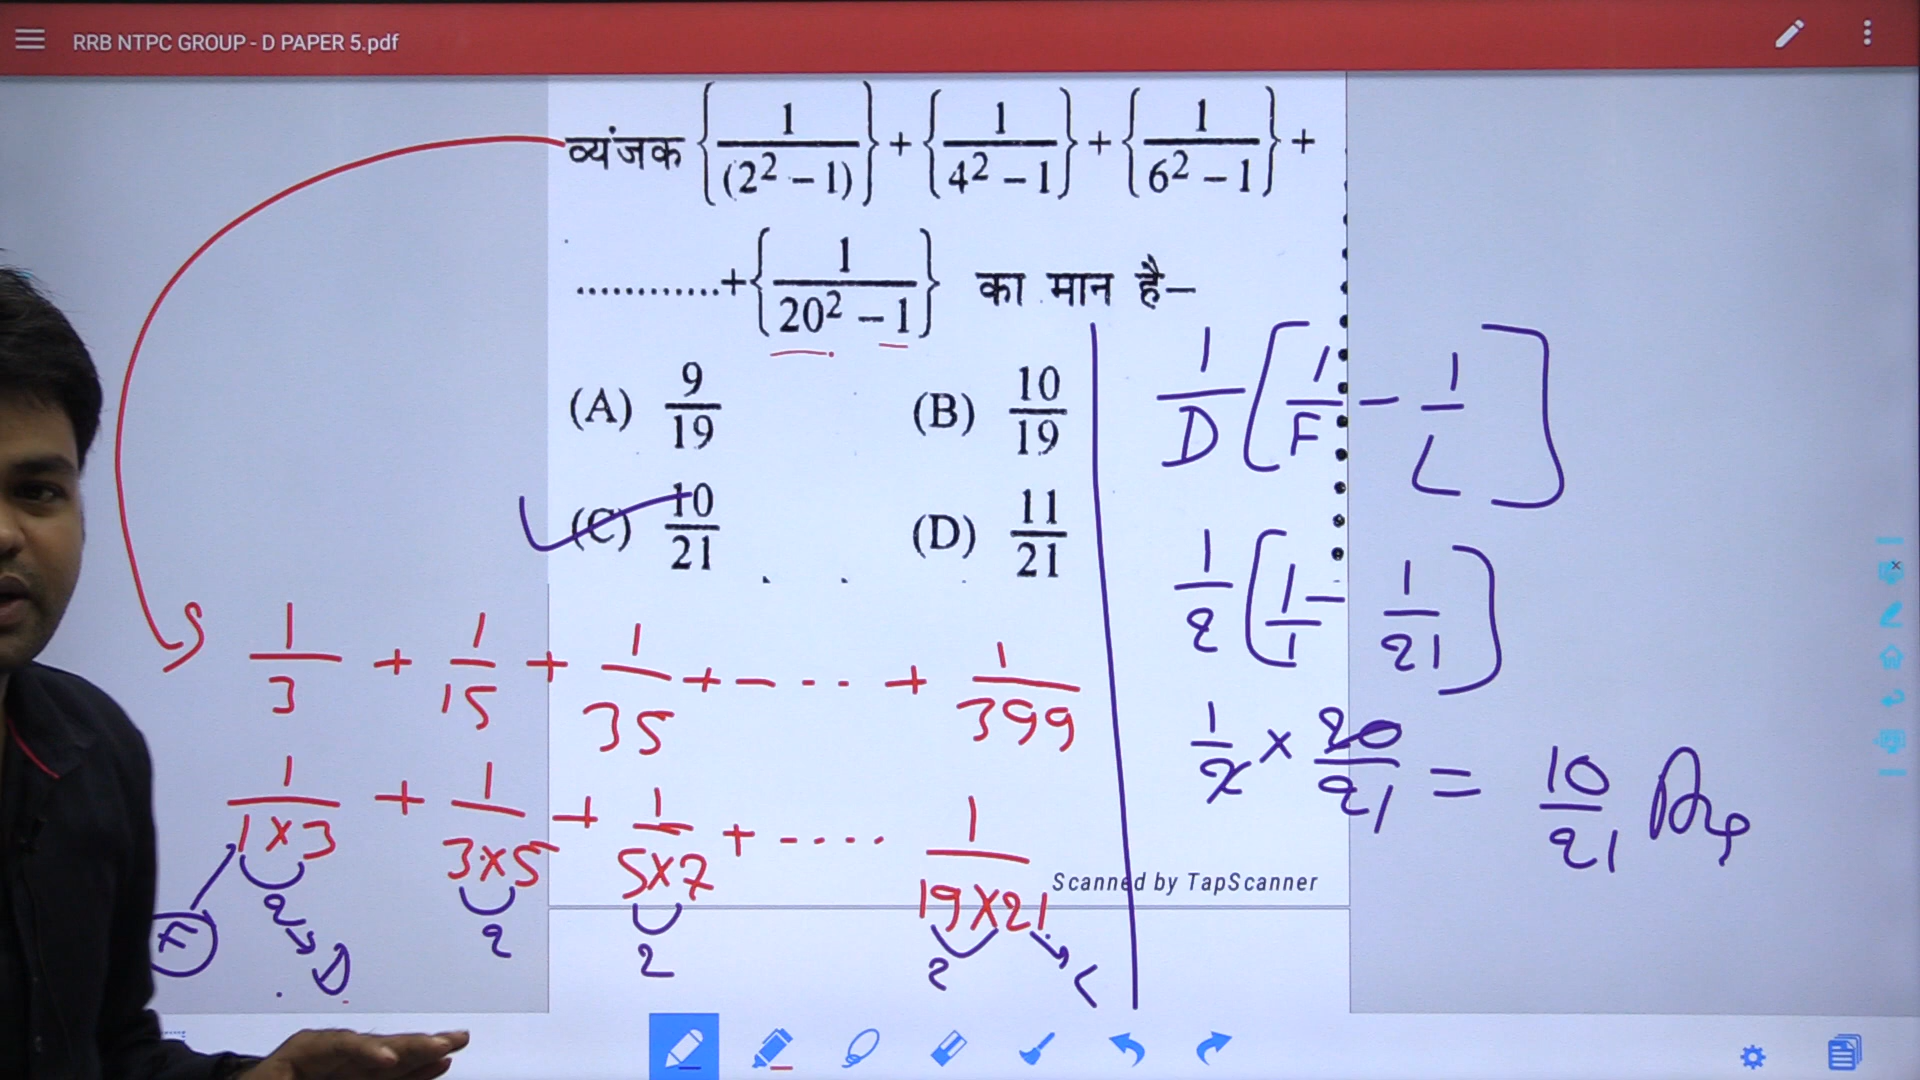 RRB NTPC GROUP - D PAPER 5.pdf
व्यंजक {1/(2² – 1)} + {1/4² – 1} + {1/6² – 1} +
............+{1/20² – 1} का मान है–
(A) 9/19 (B) 10/19
(C) 10/21 (D) 11/21
1/3 + 1/15 + 1/35 + - - - - + 1/399
1/1×3 + 1/3×5 + 1/5×7 + - . . . . 1/19×21
2 2 2 2
F D L
1/D [1/F - 1/L]
1/2 [1/1 - 1/21]
1/2 × 20/21 = 10/21 Ans
Scanned by TapScanner